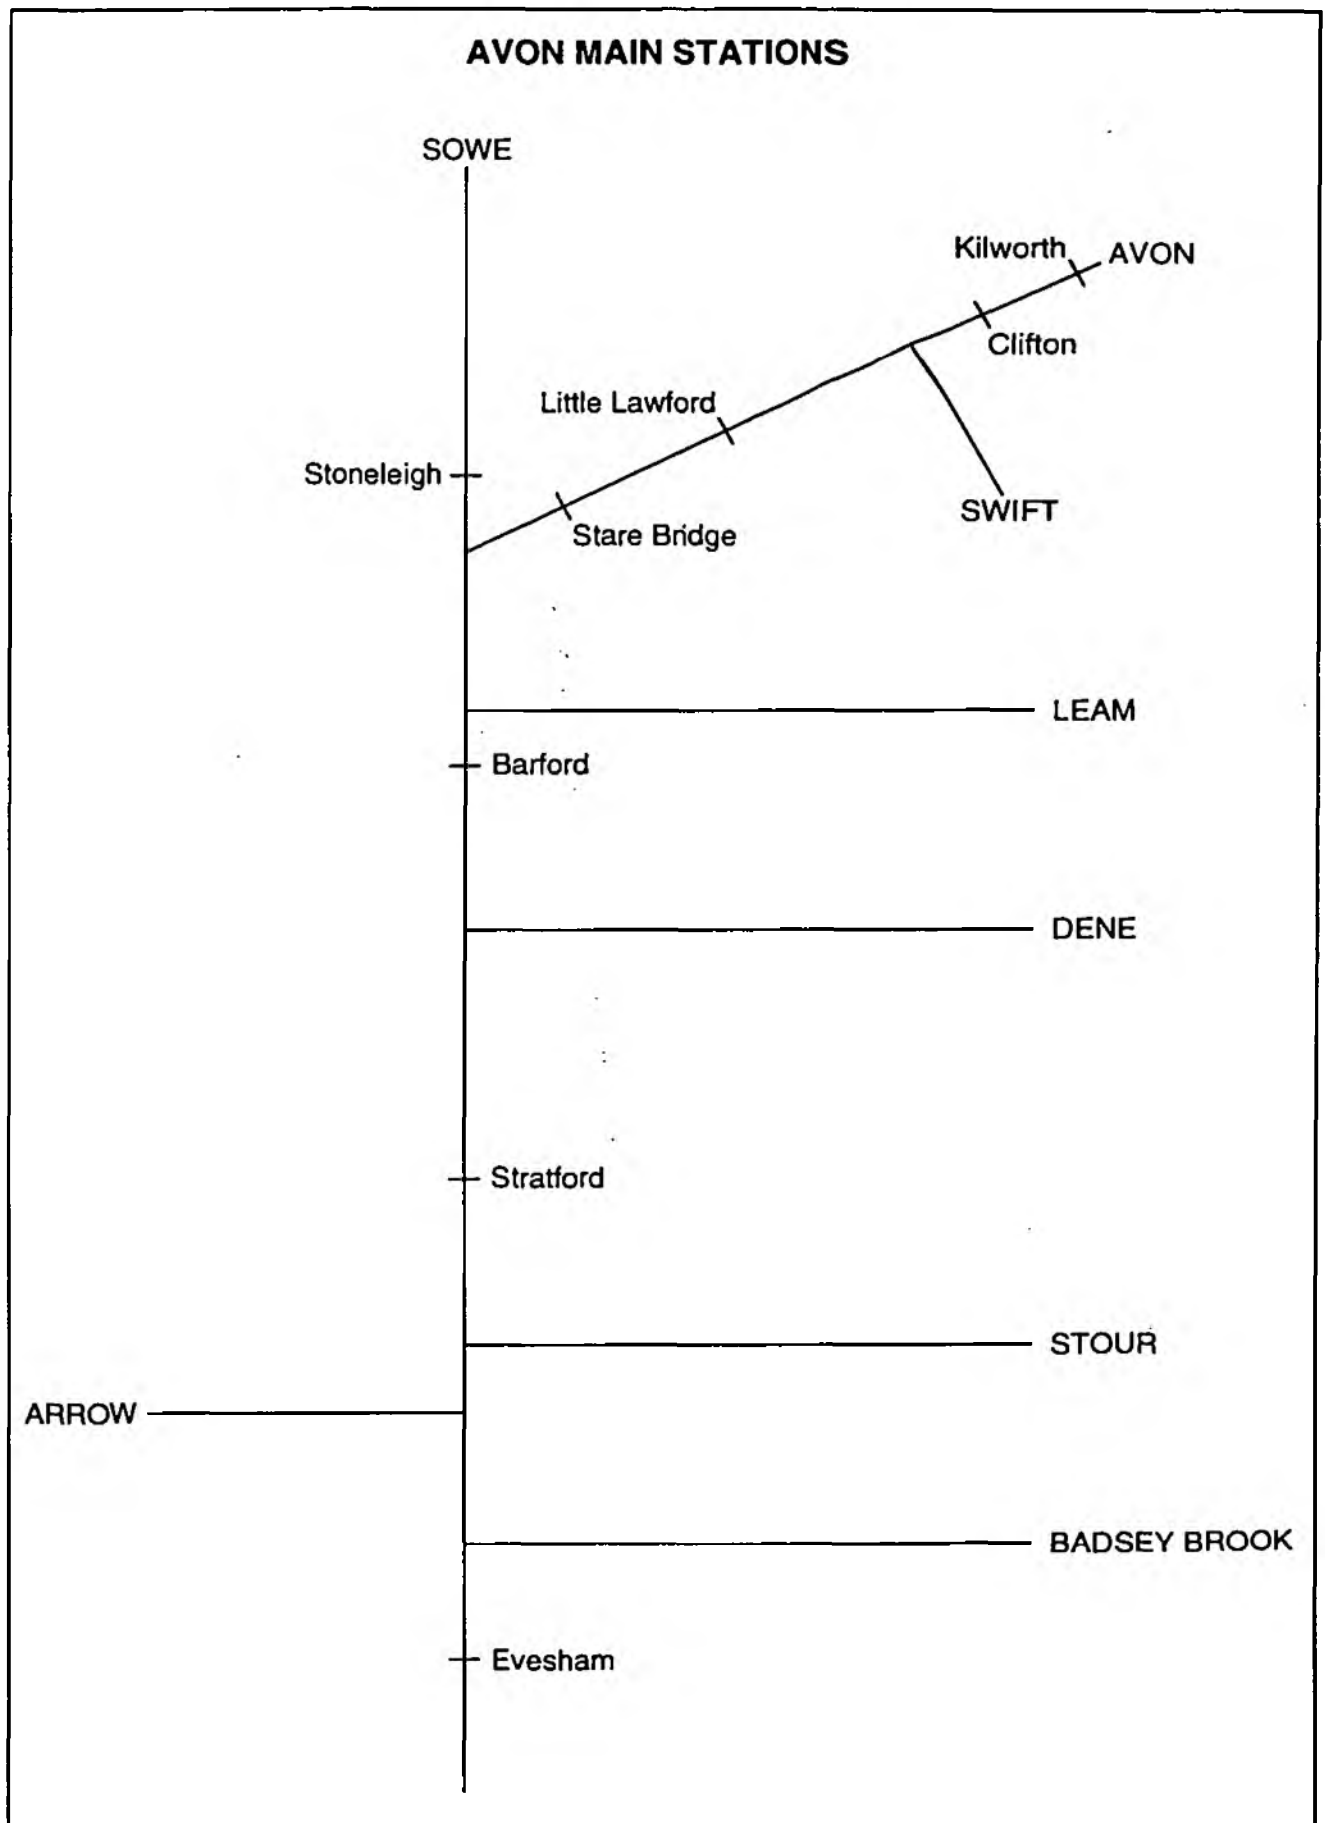 AVON MAIN STATIONS
SOWE
Kilworth
AVON
Clifton
Little Lawford
Stoneleigh
SWIFT
Stare Bridge
LEAM
Barford
DENE
Stratford
STOUR
ARROW
BADSEY BROOK
Evesham